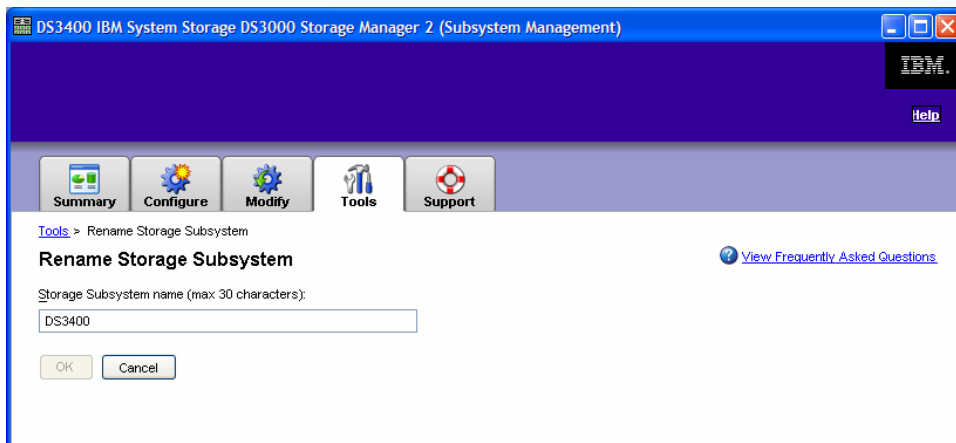 DS3400 IBM System Storage DS3000 Storage Manager 2 (Subsystem Management)
IBM.
Help
Summary Configure Modify Tools Support
Tools > Rename Storage Subsystem
Rename Storage Subsystem
View Frequently Asked Questions
Storage Subsystem name (max 30 characters):
DS3400
OK Cancel